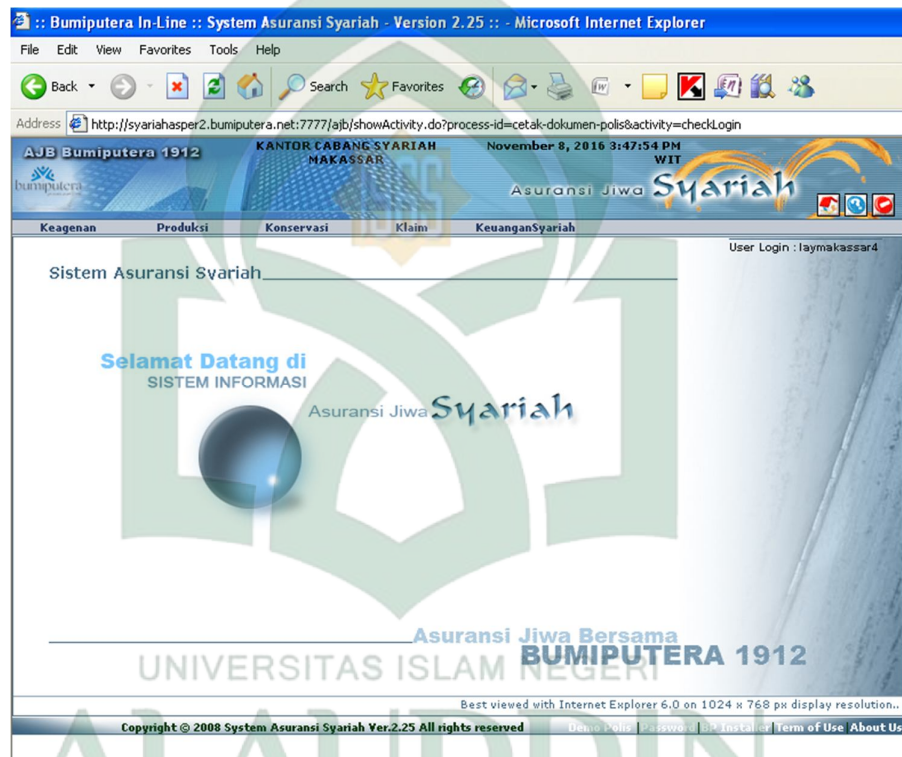 :: Bumiputera In-Line :: System Asuransi Syariah - Version 2.25 :: - Microsoft Internet Explorer
File Edit View Favorites Tools Help
Back Search Favorites
Address http://syariahasper2.bumiputera.net:7777/ajb/showActivity.do?process-id=cetak-dokumen-polis&activity=checkLogin
AJB Bumiputera 1912 KANTOR CABANG SYARIAH November 8, 2016 3:47:54 PM
MAKASSAR WIT
bumiputera Asuransi Jiwa Syariah
Keagenan Produksi Konservasi Klaim KeuanganSyariah
User Login : laymakassar4
Sistem Asuransi Syariah
Selamat Datang di
SISTEM INFORMASI
Asuransi Jiwa Syariah
Asuransi Jiwa Bersama
BUMIPUTERA 1912
UNIVERSITAS ISLAM NEGERI
Best viewed with Internet Explorer 6.0 on 1024 x 768 px display resolution..
Copyright © 2008 System Asuransi Syariah Ver.2.25 All rights reserved Demo Polis | Password | BP Installer | Term of Use | About Us
ALAUDDIN